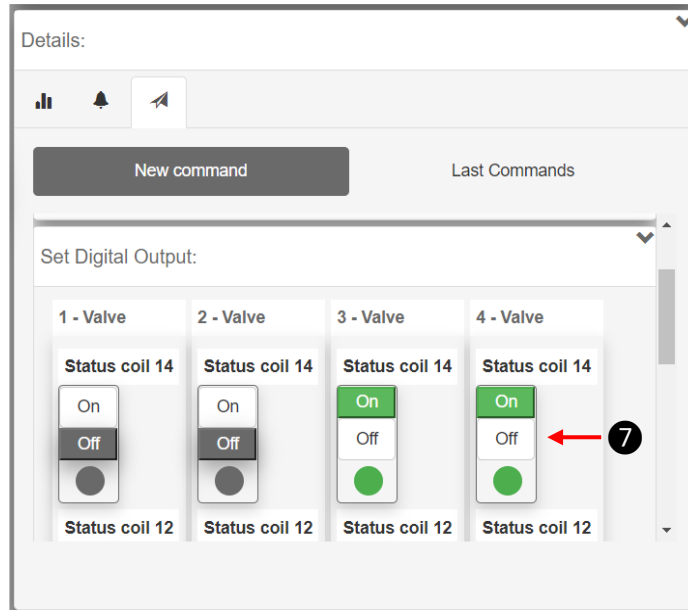 Details:
New command Last Commands
Set Digital Output:
1 - Valve 2 - Valve 3 - Valve 4 - Valve
Status coil 14 Status coil 14 Status coil 14 Status coil 14
On On On On
Off Off Off Off 7
Status coil 12 Status coil 12 Status coil 12 Status coil 12